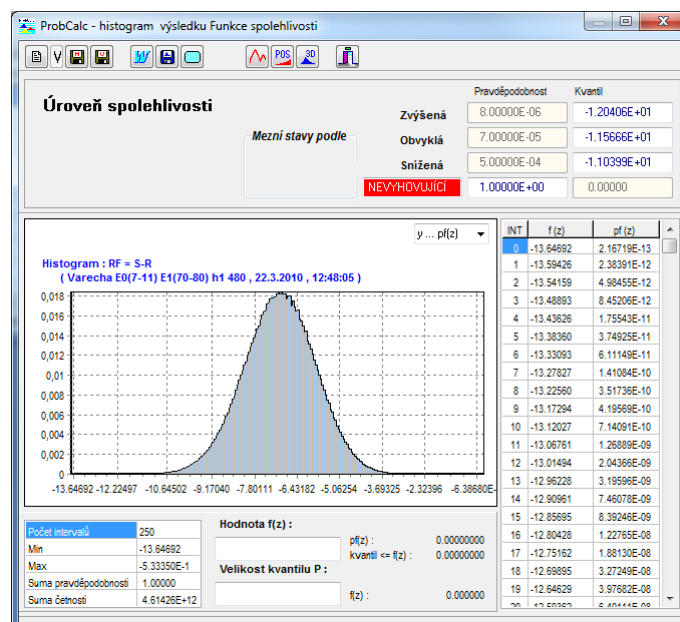 ProbCalc - histogram výsledku Funkce spolehlivosti
V
POS
3D
Úroveň spolehlivosti
Mezní stavy podle
Pravděpodobnost Kvantil
Zvýšená 8.00000E-06 -1.20406E+01
Obvyklá 7.00000E-05 -1.15666E+01
Snížená 5.00000E-04 -1.10399E+01
NEVYHOVUJÍCÍ 1.00000E+00 0.00000
y ... pf(z)
Histogram : RF = S-R
( Varecha E0(7-11) E1(70-80) h1 480 , 22.3.2010 , 12:48:05 )
0,018
0,016
0,014
0,012
0,01
0,008
0,006
0,004
0,002
0
-13.64692 -12.22497 -10.64502 -9.17040 -7.80111 -6.43182 -5.06254 -3.69325 -2.32396 -6.38680E-
INT f (z) pf (z)
0 -13.64692 2.16719E-13
1 -13.59426 2.38391E-12
2 -13.54159 4.98455E-12
3 -13.48893 8.45206E-12
4 -13.43626 1.75543E-11
5 -13.38360 3.74925E-11
6 -13.33093 6.11149E-11
7 -13.27827 1.41084E-10
8 -13.22560 3.51736E-10
9 -13.17294 4.19569E-10
10 -13.12027 7.14091E-10
11 -13.06761 1.26889E-09
12 -13.01494 2.04366E-09
13 -12.96228 3.19596E-09
14 -12.90961 7.46078E-09
15 -12.85695 8.39246E-09
16 -12.80428 1.22765E-08
17 -12.75162 1.88130E-08
18 -12.69895 3.27249E-08
19 -12.64629 3.97682E-08
20 -12.59362 6.40111E-08
Počet intervalů 250
Min -13.64692
Max -5.33350E-1
Suma pravděpodobnosti 1.00000
Suma četnosti 4.61426E+12
Hodnota f(z) :
pf(z) : 0.00000000
kvantil <= f(z) : 0.00000000
Velikost kvantilu P :
f(z) : 0.000000